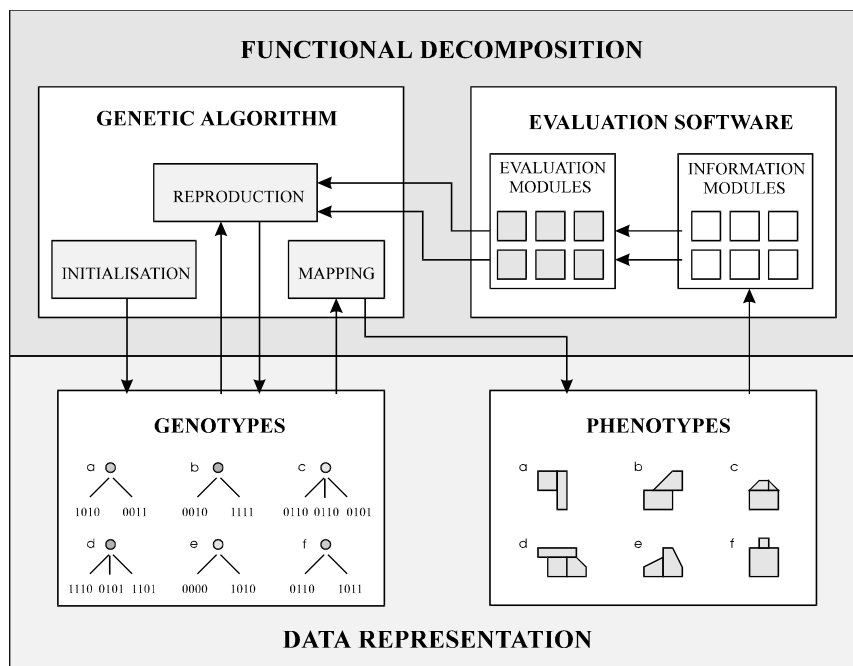 FUNCTIONAL DECOMPOSITION
GENETIC ALGORITHM
REPRODUCTION
INITIALISATION
MAPPING
EVALUATION SOFTWARE
EVALUATION
MODULES
INFORMATION
MODULES
GENOTYPES
a b c
1010 0011 0010 1111 0110 0110 0101
d e f
1110 0101 1101 0000 1010 0110 1011
PHENOTYPES
a b c
d e f
DATA REPRESENTATION